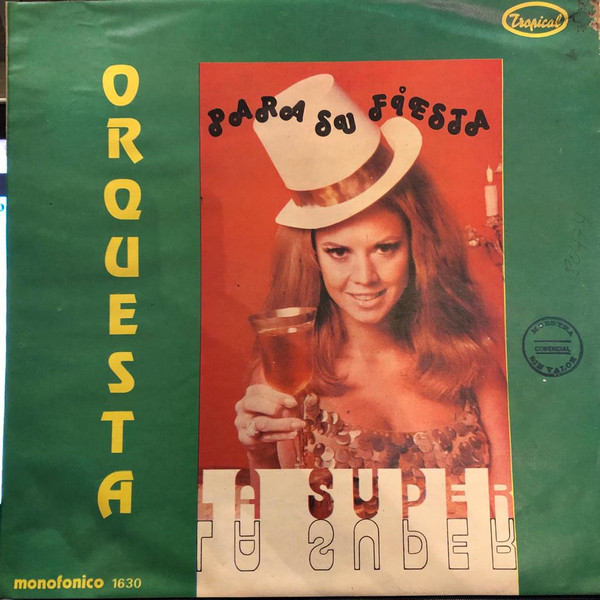 Tropical
ORQUESTA
PARA SU FIESTA
MUESTRA
COMERCIAL
SIN VALOR
LA SUPER
LA SUPER
monofonico 1630